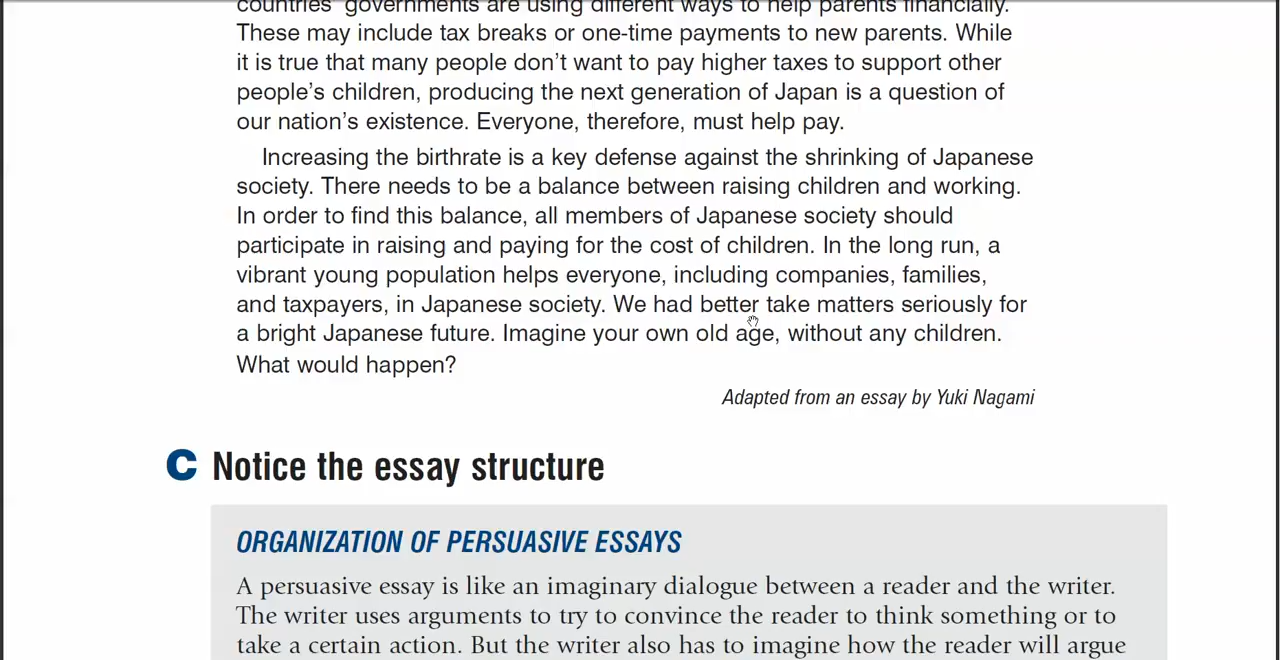 countries' governments are using different ways to help parents financially.
These may include tax breaks or one-time payments to new parents. While
it is true that many people don't want to pay higher taxes to support other
people's children, producing the next generation of Japan is a question of
our nation's existence. Everyone, therefore, must help pay.
Increasing the birthrate is a key defense against the shrinking of Japanese
society. There needs to be a balance between raising children and working.
In order to find this balance, all members of Japanese society should
participate in raising and paying for the cost of children. In the long run, a
vibrant young population helps everyone, including companies, families,
and taxpayers, in Japanese society. We had better take matters seriously for
a bright Japanese future. Imagine your own old age, without any children.
What would happen?
Adapted from an essay by Yuki Nagami
C Notice the essay structure
ORGANIZATION OF PERSUASIVE ESSAYS
A persuasive essay is like an imaginary dialogue between a reader and the writer.
The writer uses arguments to try to convince the reader to think something or to
take a certain action. But the writer also has to imagine how the reader will argue